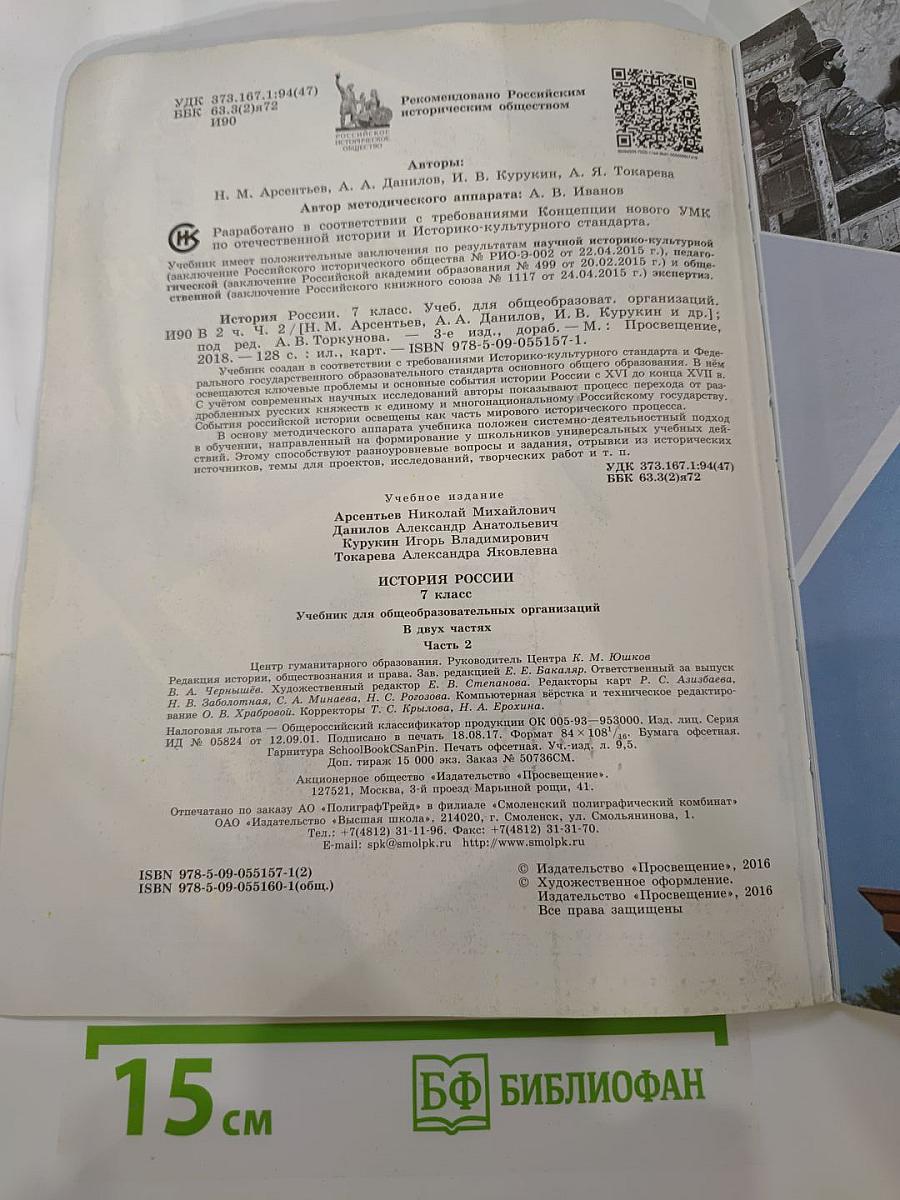 УДК 373.167.1:94(47)
ББК 63.3(2)я72
И90
РОССИЙСКОЕ
ИСТОРИЧЕСКОЕ
ОБЩЕСТВО
Рекомендовано Российским
историческим обществом
Авторы:
Н. М. Арсентьев, А. А. Данилов, И. В. Курукин, А. Я. Токарева
Автор методического аппарата: А. В. Иванов
Разработано в соответствии с требованиями Концепции нового УМК
по отечественной истории и Историко-культурного стандарта.
Учебник имеет положительные заключения по результатам научной историко-культурной
(заключение Российского исторического общества № РИО-Э-002 от 22.04.2015 г.), педаго-
гической (заключение Российской академии образования № 499 от 20.02.2015 г.) и обще-
ственной (заключение Российского книжного союза № 1117 от 24.04.2015 г.) экспертиз.
История России. 7 класс. Учеб. для общеобразоват. организаций.
И90 В 2 ч. Ч. 2 / [Н. М. Арсентьев, А. А. Данилов, И. В. Курукин и др.];
под ред. А. В. Торкунова. — 3-е изд., дораб. — М. : Просвещение,
2018. — 128 с. : ил., карт. — ISBN 978-5-09-055157-1.
Учебник создан в соответствии с требованиями Историко-культурного стандарта и Феде-
рального государственного образовательного стандарта основного общего образования. В нём
освещаются ключевые проблемы и основные события истории России с XVI до конца XVII в.
С учётом современных научных исследований авторы показывают процесс перехода от раз-
дробленных русских княжеств к единому и многонациональному Российскому государству.
События российской истории освещены как часть мирового исторического процесса.
В основу методического аппарата учебника положен системно-деятельностный подход
в обучении, направленный на формирование у школьников универсальных учебных дей-
ствий. Этому способствуют разноуровневые вопросы и задания, отрывки из исторических
источников, темы для проектов, исследований, творческих работ и т. п.
УДК 373.167.1:94(47)
ББК 63.3(2)я72
Учебное издание
Арсентьев Николай Михайлович
Данилов Александр Анатольевич
Курукин Игорь Владимирович
Токарева Александра Яковлевна
ИСТОРИЯ РОССИИ
7 класс
Учебник для общеобразовательных организаций
В двух частях
Часть 2
Центр гуманитарного образования. Руководитель Центра К. М. Юшков
Редакция истории, обществознания и права. Зав. редакцией Е. Е. Бакаляр. Ответственный за выпуск
В. А. Чернышёв. Художественный редактор Е. В. Степанова. Редакторы карт Р. С. Азизбаева,
Н. В. Заболотная, С. А. Минаева, Н. С. Рогозова. Компьютерная вёрстка и техническое редактиро-
вание О. В. Храбровой. Корректоры Т. С. Крылова, Н. А. Ерохина.
Налоговая льгота — Общероссийский классификатор продукции ОК 005-93—953000. Изд. лиц. Серия
ИД № 05824 от 12.09.01. Подписано в печать 18.08.17. Формат 84×108¹/₁₆. Бумага офсетная.
Гарнитура SchoolBookCSanPin. Печать офсетная. Уч.-изд. л. 9,5.
Доп. тираж 15 000 экз. Заказ № 50736СМ.
Акционерное общество «Издательство «Просвещение».
127521, Москва, 3-й проезд Марьиной рощи, 41.
Отпечатано по заказу АО «ПолиграфТрейд» в филиале «Смоленский полиграфический комбинат»
ОАО «Издательство «Высшая школа». 214020, г. Смоленск, ул. Смольянинова, 1.
Тел.: +7(4812) 31-11-96. Факс: +7(4812) 31-31-70.
E-mail: spk@smolpk.ru http://www.smolpk.ru
ISBN 978-5-09-055157-1(2)
ISBN 978-5-09-055160-1(общ.)
© Издательство «Просвещение», 2016
© Художественное оформление.
Издательство «Просвещение», 2016
Все права защищены
15 см
БФ БИБЛИОФАН